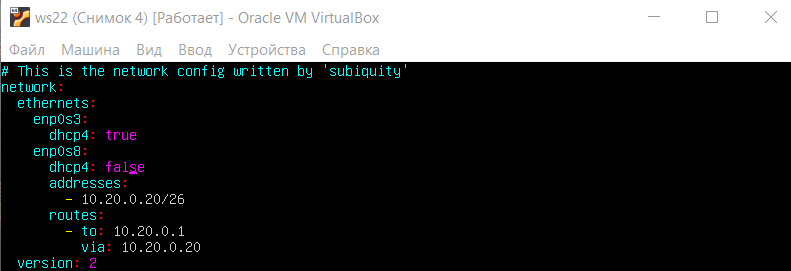 ws22 (Снимок 4) [Работает] - Oracle VM VirtualBox
Файл Машина Вид Ввод Устройства Справка
# This is the network config written by 'subiquity'
network:
  ethernets:
    enp0s3:
      dhcp4: true
    enp0s8:
      dhcp4: false
      addresses:
        - 10.20.0.20/26
      routes:
        - to: 10.20.0.1
          via: 10.20.0.20
  version: 2